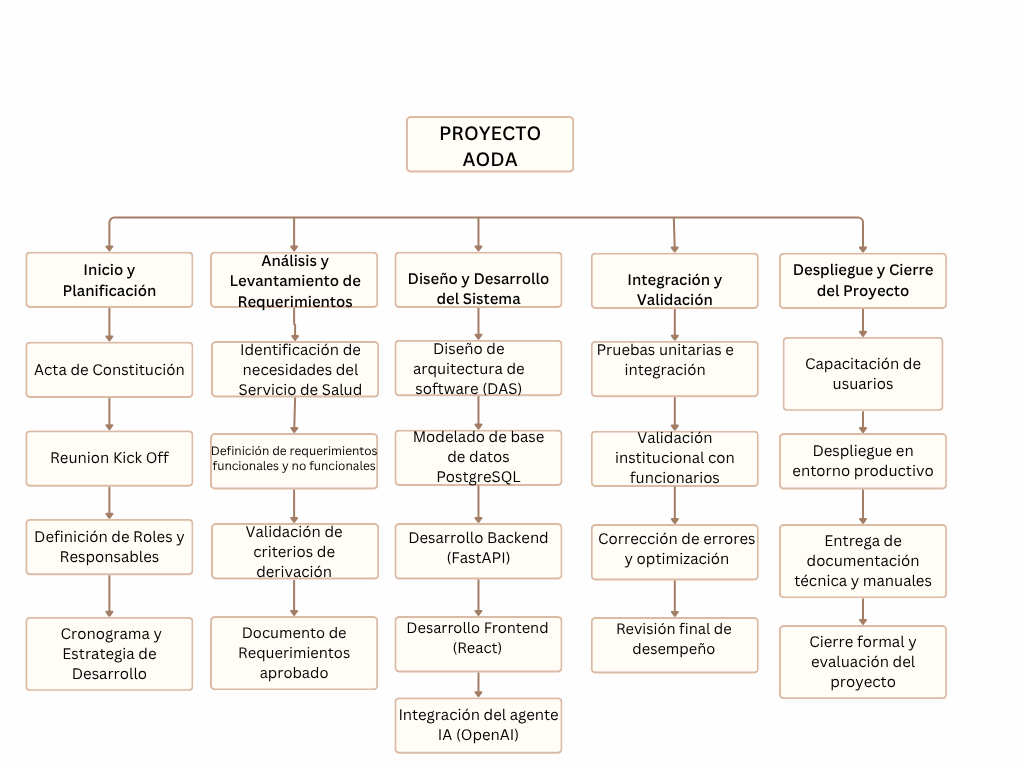 PROYECTO
AODA
Inicio y
Planificación
Acta de Constitución
Reunion Kick Off
Definición de Roles y
Responsables
Cronograma y
Estrategia de
Desarrollo
Análisis y
Levantamiento de
Requerimientos
Identificación de
necesidades del
Servicio de Salud
Definición de requerimientos
funcionales y no funcionales
Validación de
criterios de
derivación
Documento de
Requerimientos
aprobado
Diseño y Desarrollo
del Sistema
Diseño de
arquitectura de
software (DAS)
Modelado de base
de datos
PostgreSQL
Desarrollo Backend
(FastAPI)
Desarrollo Frontend
(React)
Integración del agente
IA (OpenAI)
Integración y
Validación
Pruebas unitarias e
integración
Validación
institucional con
funcionarios
Corrección de errores
y optimización
Revisión final de
desempeño
Despliegue y Cierre
del Proyecto
Capacitación de
usuarios
Despliegue en
entorno productivo
Entrega de
documentación
técnica y manuales
Cierre formal y
evaluación del
proyecto